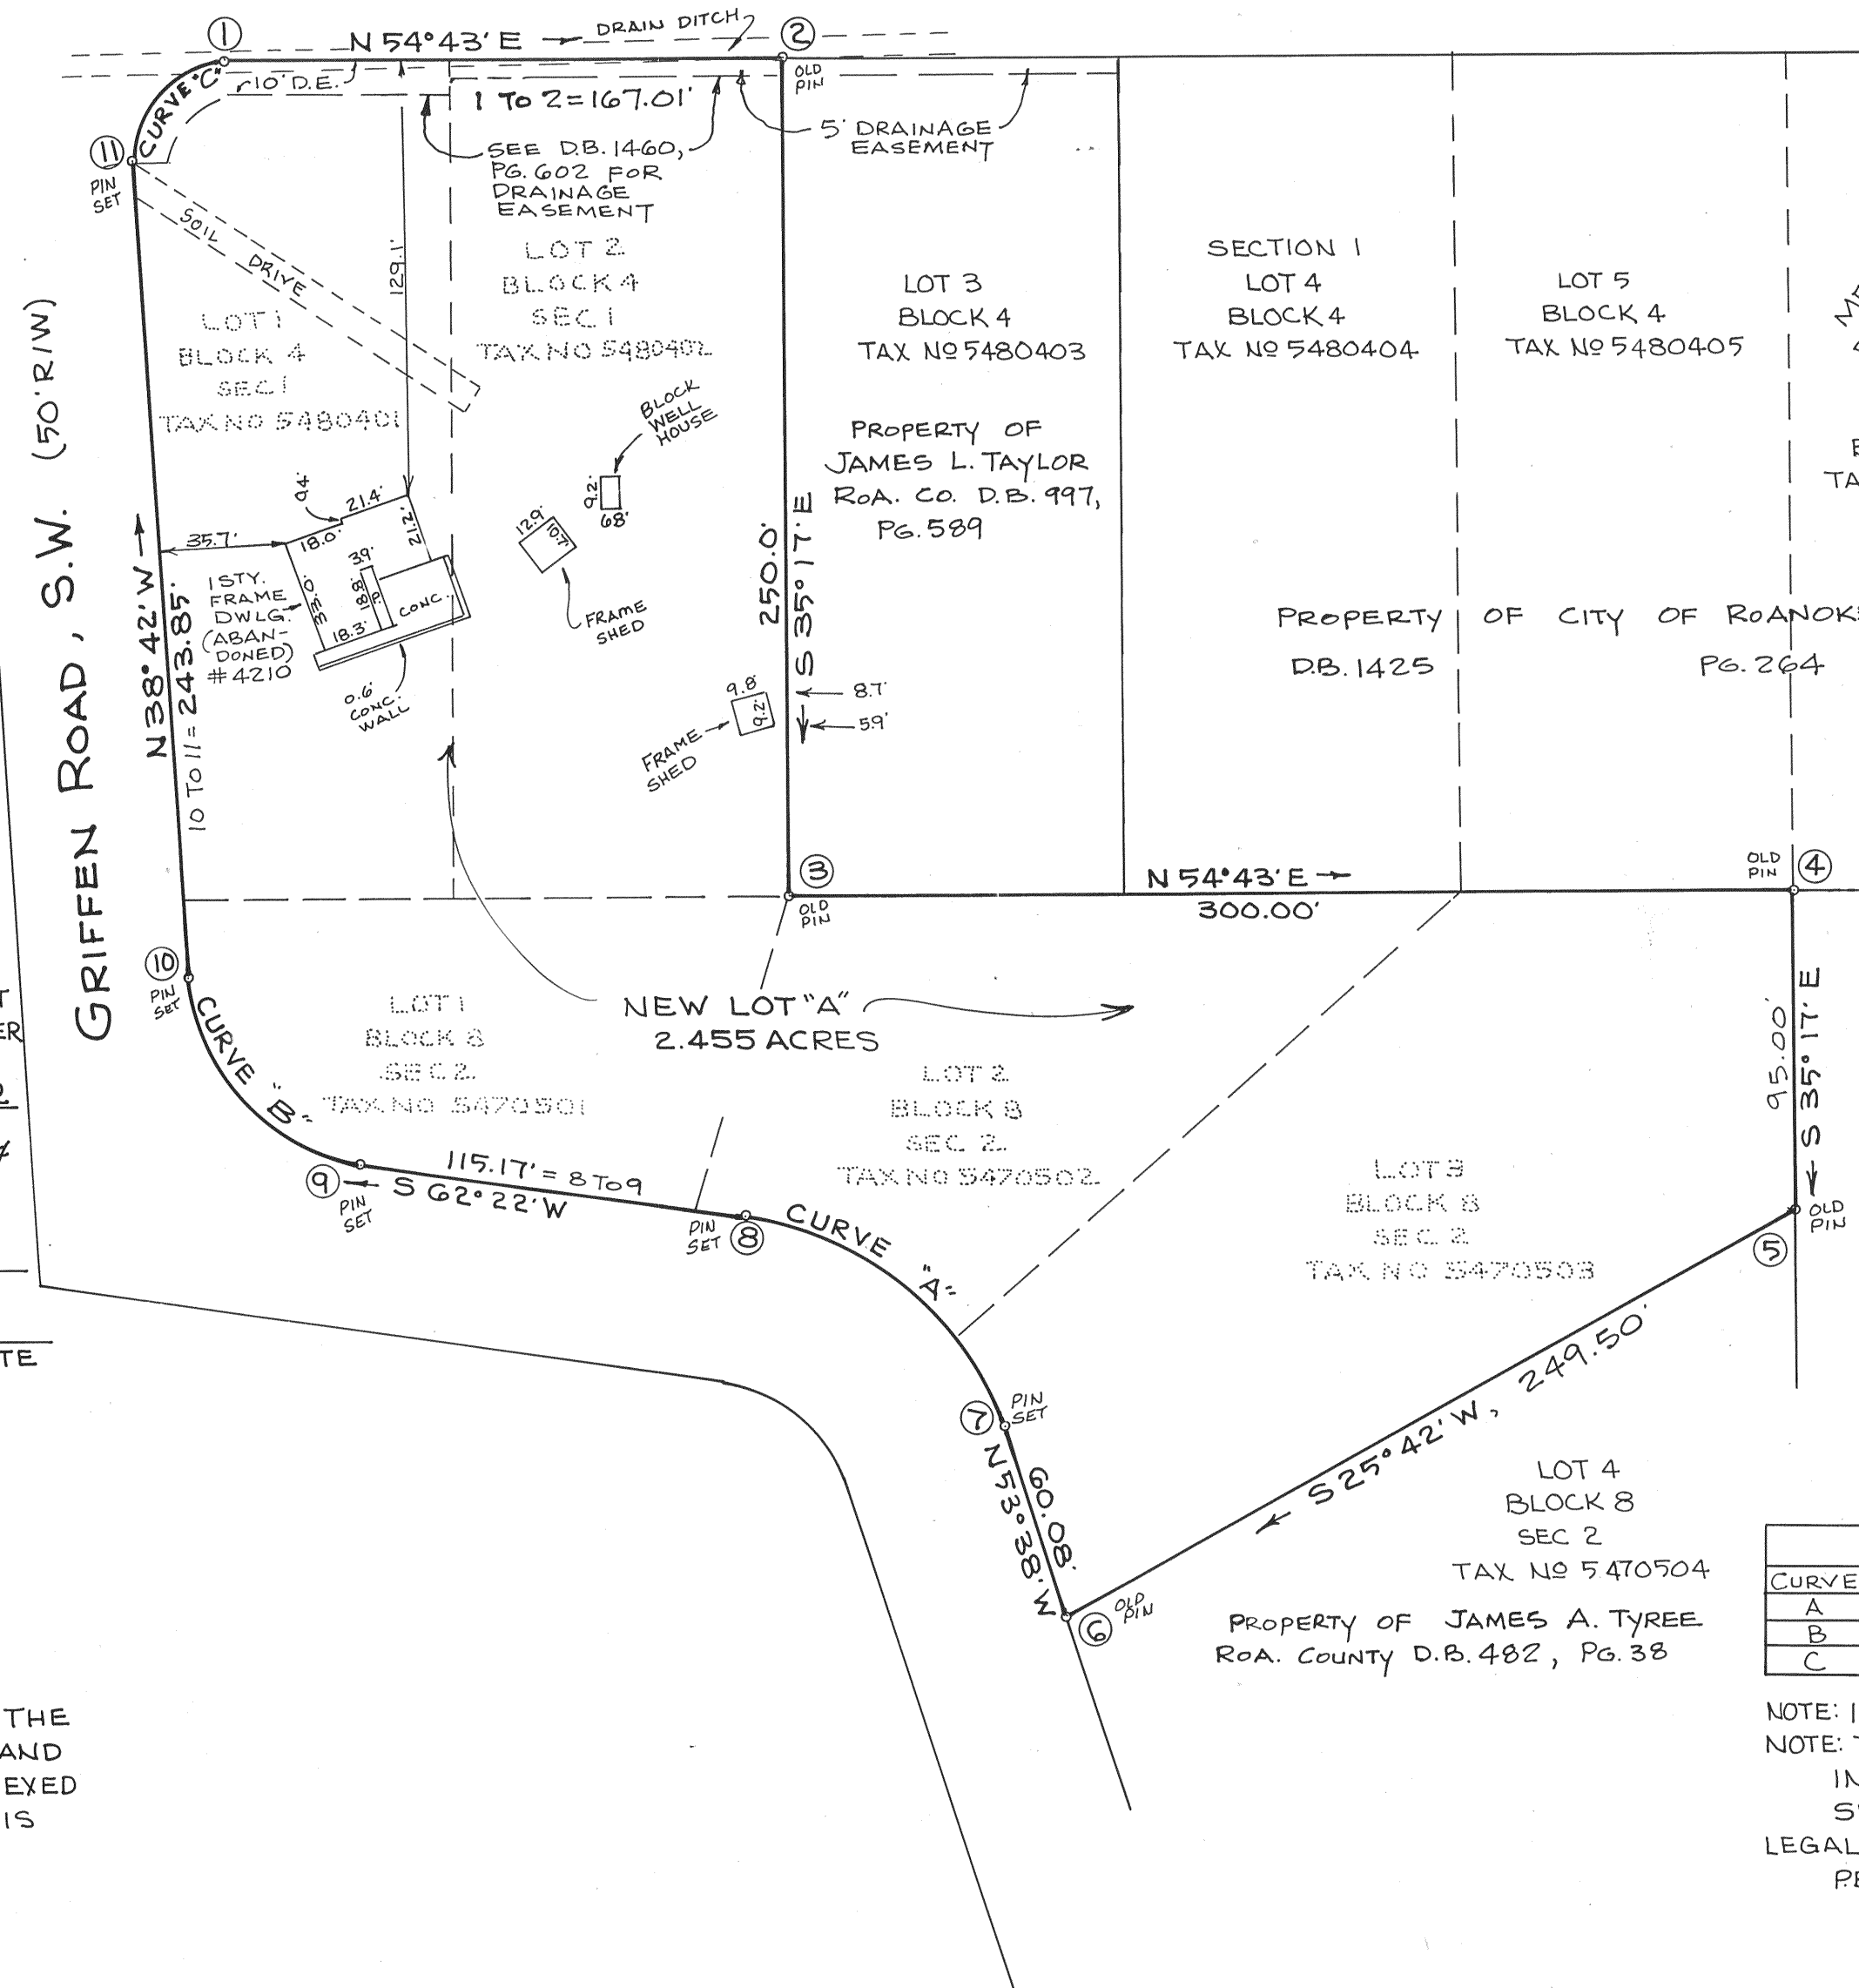 ①
N 54°43' E
DRAIN DITCH
②
OLD
PIN
CURVE "C"
10' D.E.
1 TO 2 = 167.01'
⑪
PIN
SET
SEE D.B. 1460,
PG. 602 FOR
DRAINAGE
EASEMENT
5' DRAINAGE
EASEMENT
SOIL
DRIVE
129.1'
LOT 1
BLOCK 4
SEC 1
TAX NO 5480401
LOT 2
BLOCK 4
SEC 1
TAX NO 5480402
LOT 3
BLOCK 4
TAX Nº 5480403
SECTION 1
LOT 4
BLOCK 4
TAX Nº 5480404
LOT 5
BLOCK 4
TAX Nº 5480405
TA
PROPERTY OF
JAMES L. TAYLOR
ROA. CO. D.B. 997,
PG. 589
BLOCK
WELL
HOUSE
9.2'
68'
12.9'
10.7'
FRAME
SHED
9.4'
21.4'
18.0'
21.2'
35.7'
39'
18.8'
P.
CONC.
33.0'
18.3'
1 STY.
FRAME
DWLG.
(ABAN-
DONED)
#4210
0.6'
CONC.
WALL
GRIFFEN ROAD, S.W. (50' R/W)
N38°42'W
10 TO 11 = 243.85'
250.0'
S 35°17' E
9.8'
9.2'
8.7'
5.9'
FRAME
SHED
PROPERTY OF CITY OF ROANOKE
D.B. 1425 PG. 264
③
OLD
PIN
N 54°43' E
300.00'
OLD
PIN
④
⑩
PIN
SET
CURVE "B"
LOT 1
BLOCK 8
SEC 2
TAX NO 5470501
NEW LOT "A"
2.455 ACRES
LOT 2
BLOCK 8
SEC 2
TAX NO 5470502
LOT 3
BLOCK 8
SEC 2
TAX NO 5470503
95.00'
S 35°17' E
OLD
PIN
⑤
115.17' = 8 TO 9
S 62°22' W
⑨
PIN
SET
PIN
SET
⑧
CURVE "A"
⑦
PIN
SET
N53°38'W
60.08'
S 25°42' W, 249.50'
⑥
OLD
PIN
LOT 4
BLOCK 8
SEC 2
TAX Nº 5470504
PROPERTY OF JAMES A. TYREE
ROA. COUNTY D.B. 482, PG. 38
CURVE
A
B
C
NOTE: 1
NOTE:
IN
LEGAL
ER
TE
THE
AND
EXED
IS